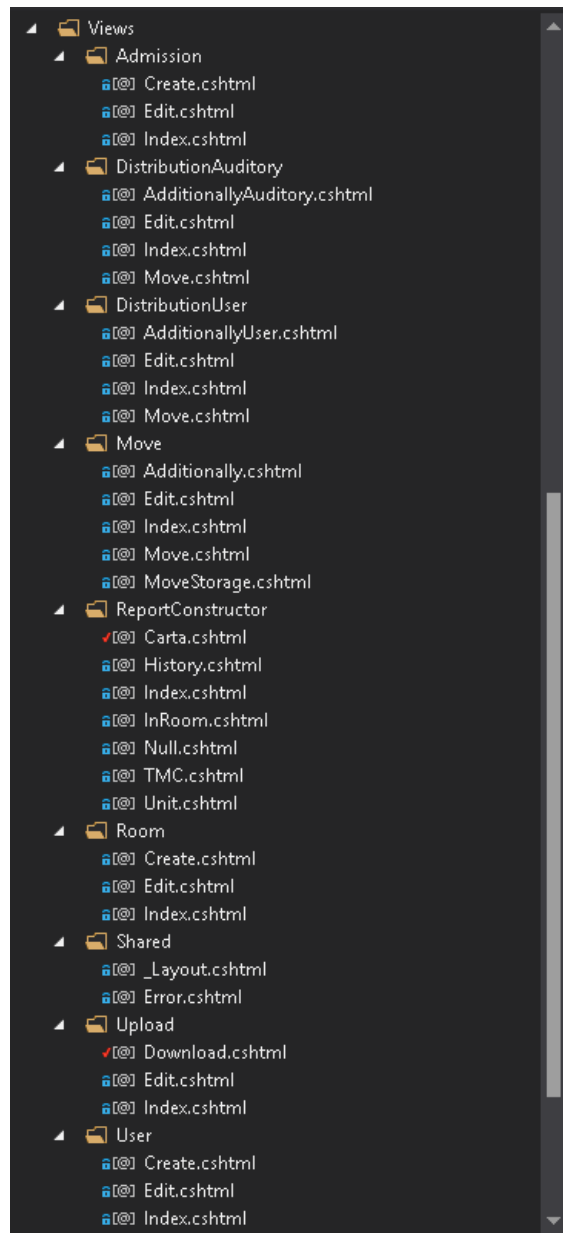 Views
Admission
[@] Create.cshtml
[@] Edit.cshtml
[@] Index.cshtml
DistributionAuditory
[@] AdditionallyAuditory.cshtml
[@] Edit.cshtml
[@] Index.cshtml
[@] Move.cshtml
DistributionUser
[@] AdditionallyUser.cshtml
[@] Edit.cshtml
[@] Index.cshtml
[@] Move.cshtml
Move
[@] Additionally.cshtml
[@] Edit.cshtml
[@] Index.cshtml
[@] Move.cshtml
[@] MoveStorage.cshtml
ReportConstructor
[@] Carta.cshtml
[@] History.cshtml
[@] Index.cshtml
[@] InRoom.cshtml
[@] Null.cshtml
[@] TMC.cshtml
[@] Unit.cshtml
Room
[@] Create.cshtml
[@] Edit.cshtml
[@] Index.cshtml
Shared
[@] _Layout.cshtml
[@] Error.cshtml
Upload
[@] Download.cshtml
[@] Edit.cshtml
[@] Index.cshtml
User
[@] Create.cshtml
[@] Edit.cshtml
[@] Index.cshtml